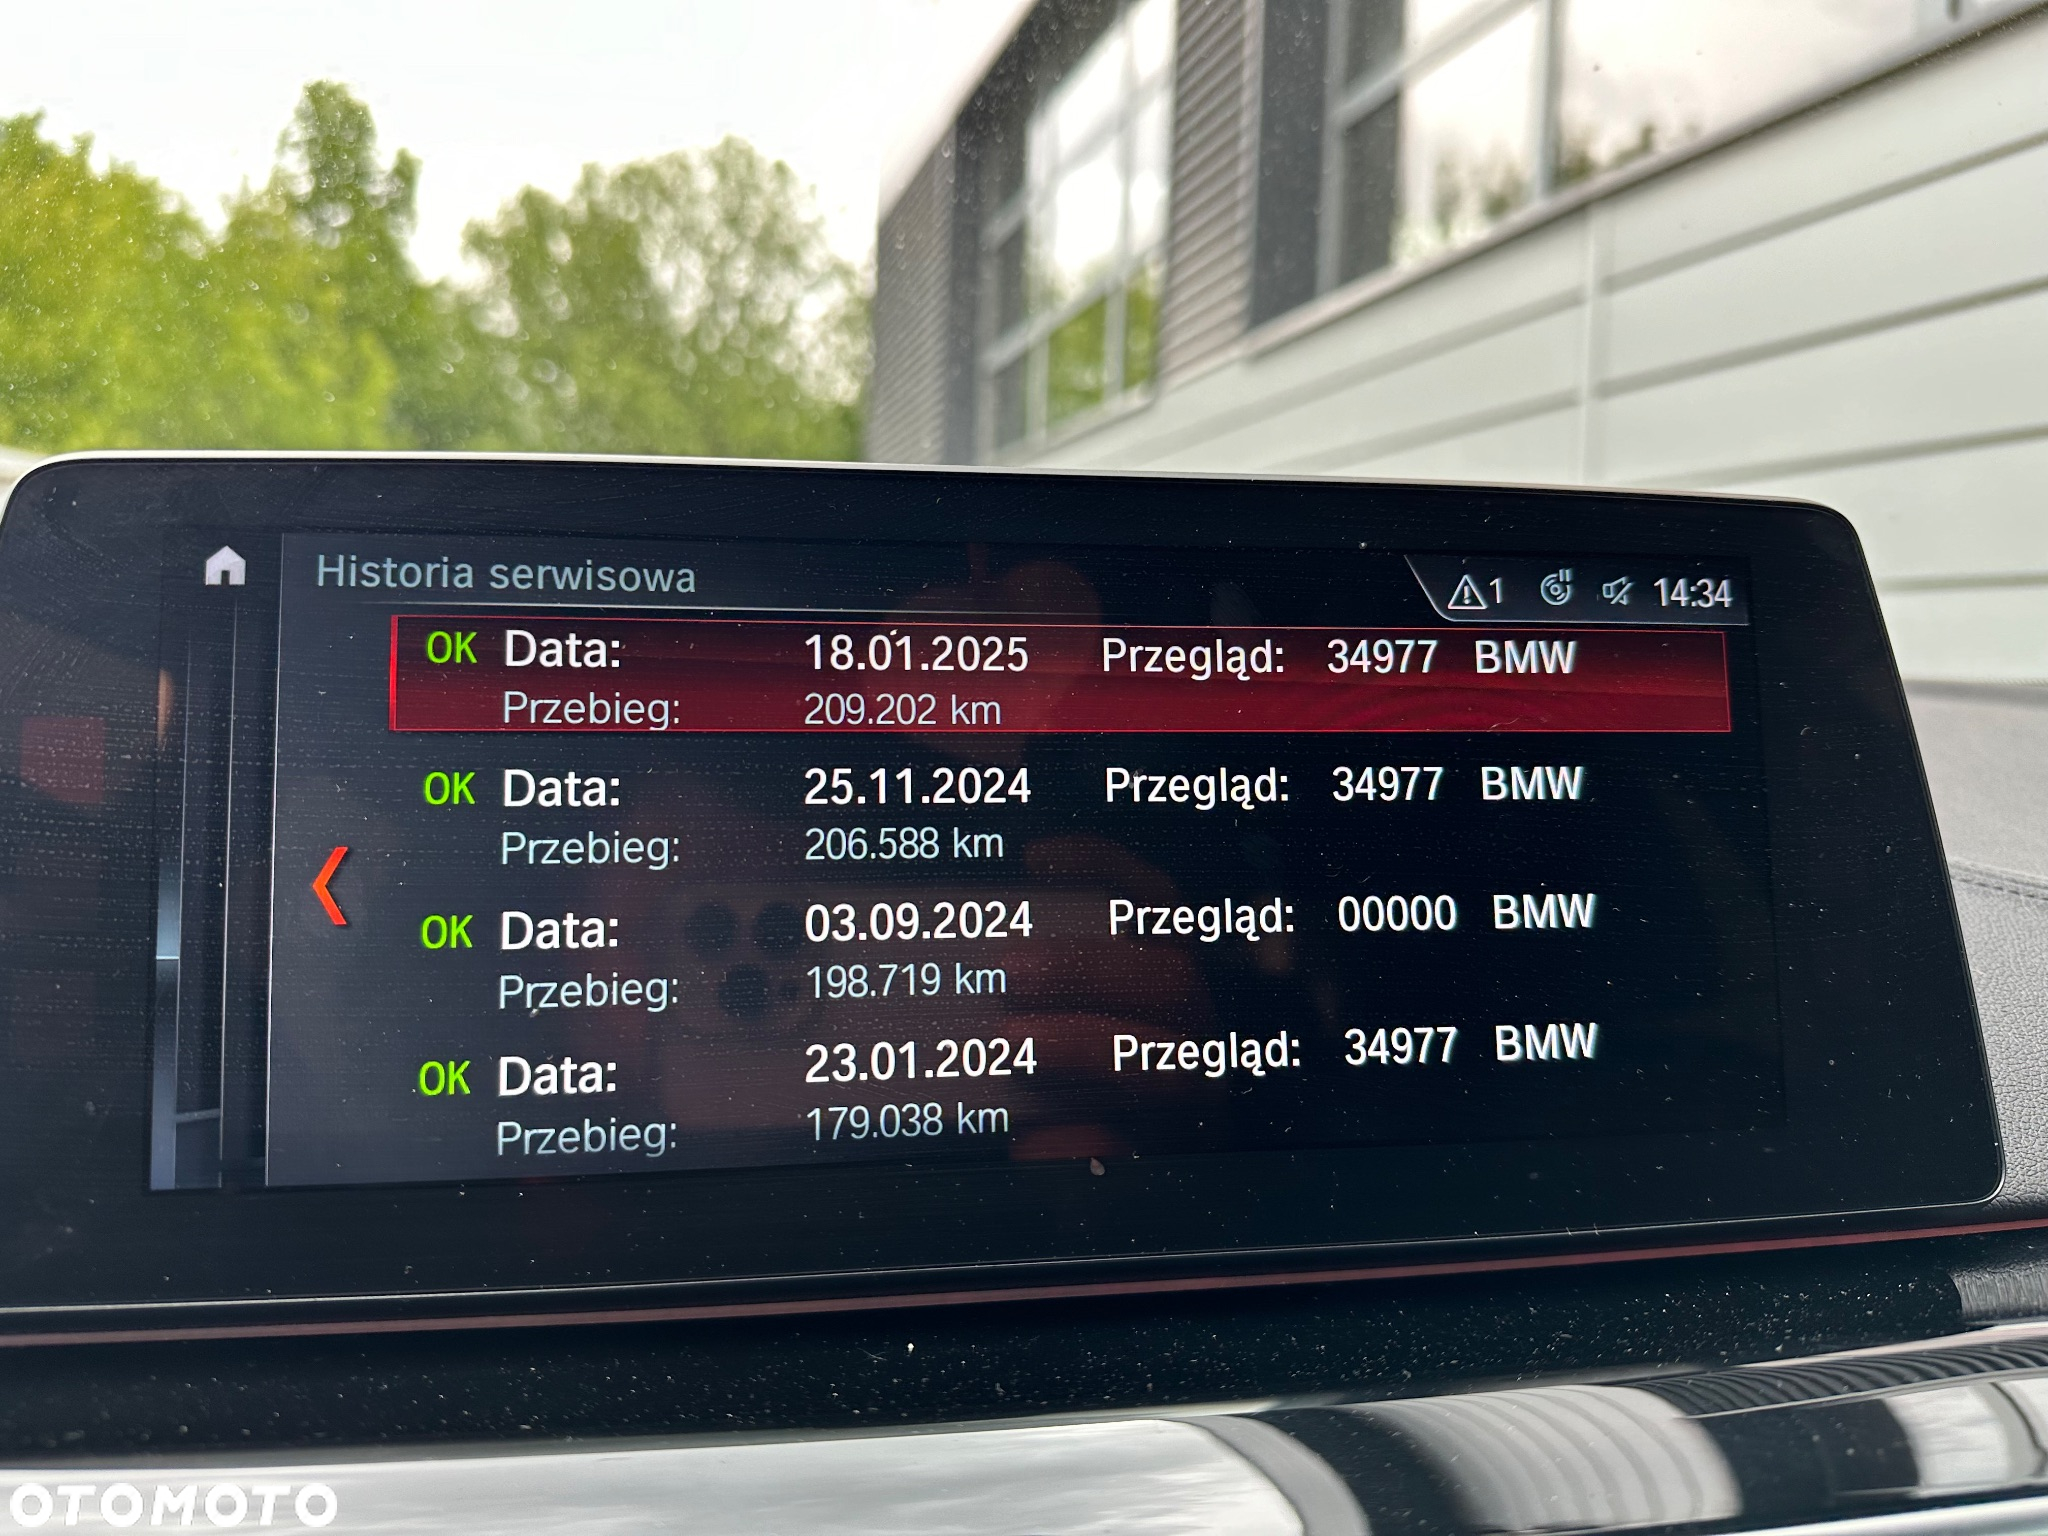 Historia serwisowa
1 14:34
OK Data: 18.01.2025 Przegląd: 34977 BMW
Przebieg: 209.202 km
OK Data: 25.11.2024 Przegląd: 34977 BMW
Przebieg: 206.588 km
OK Data: 03.09.2024 Przegląd: 00000 BMW
Przebieg: 198.719 km
OK Data: 23.01.2024 Przegląd: 34977 BMW
Przebieg: 179.038 km
OTOMOTO